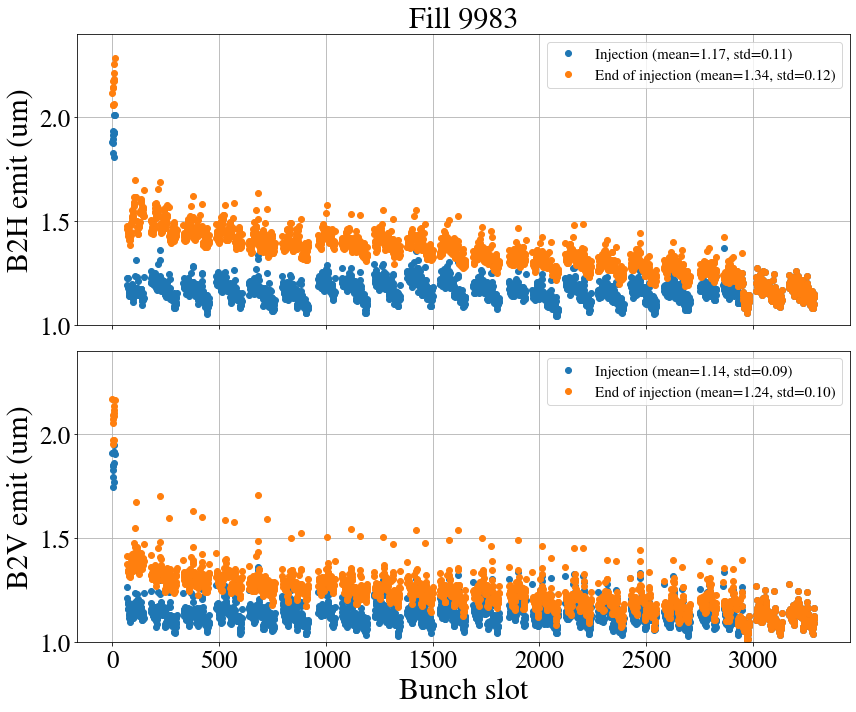 Fill 9983
B2H emit (um)
2.0
1.5
1.0
Injection (mean=1.17, std=0.11)
End of injection (mean=1.34, std=0.12)
B2V emit (um)
2.0
1.5
1.0
Injection (mean=1.14, std=0.09)
End of injection (mean=1.24, std=0.10)
0 500 1000 1500 2000 2500 3000
Bunch slot